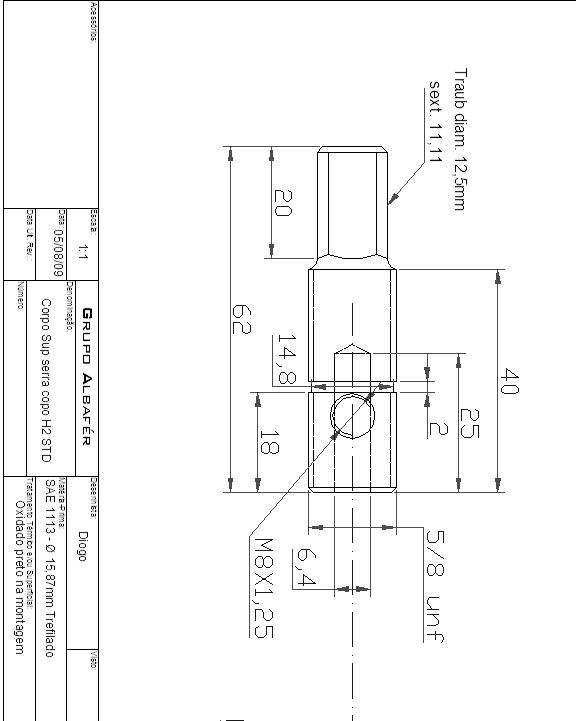 Traub diam. 12,5mm
sext. 11,11
20
62
40
14,8
25
2
18
5/8 unf
6,4
M8X1,25
Acessórios:
Escala:
1:1
Data:
05/08/09
Data Ult. Rev.:
GRUPO ALBAFÉR
Denominação:
Corpo Sup serra copo H2 STD
Número:
Desenhista:
Diogo
Visto:
Matéria-Prima:
SAE 1113 - Ø 15,87mm Trefilado
Tratamento Térmico e/ou Superficial:
Oxidado preto na montagem